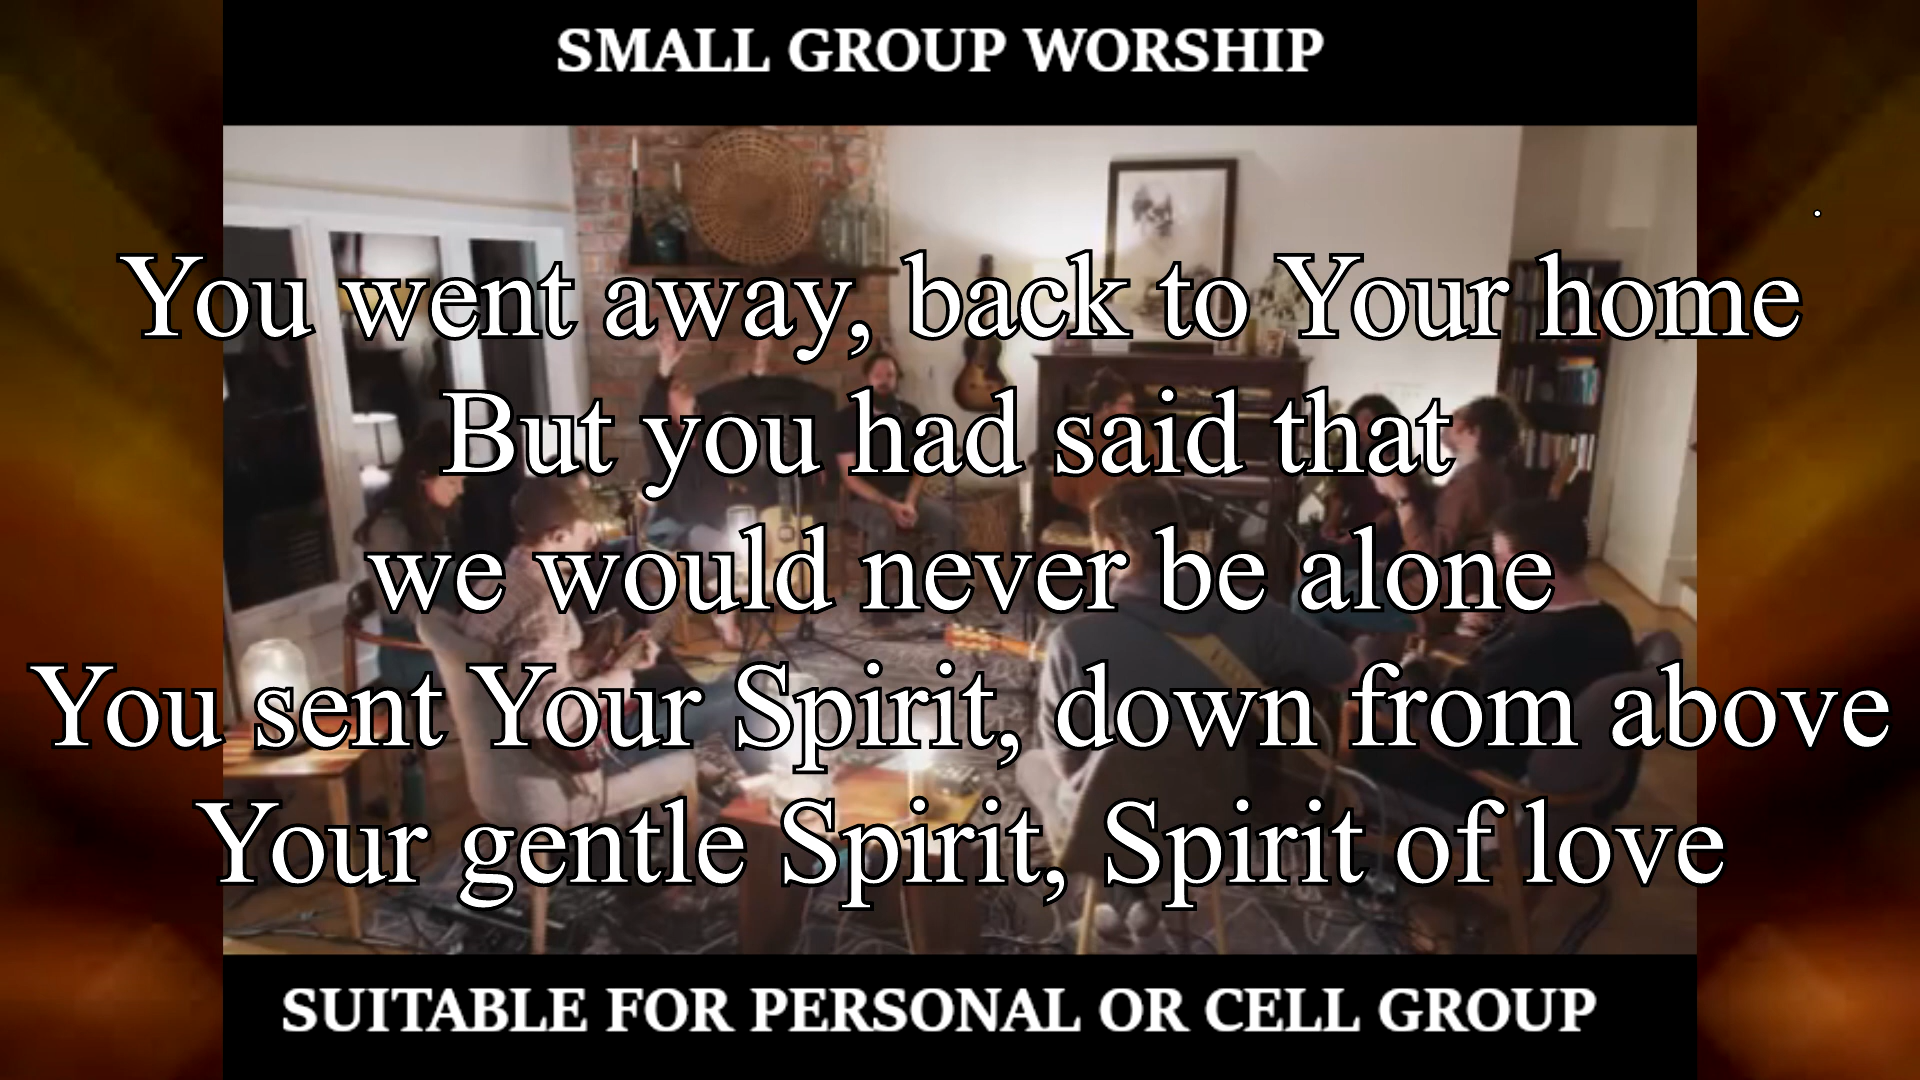 SMALL GROUP WORSHIP
You went away, back to Your home
But you had said that
we would never be alone
You sent Your Spirit, down from above
Your gentle Spirit, Spirit of love
SUITABLE FOR PERSONAL OR CELL GROUP